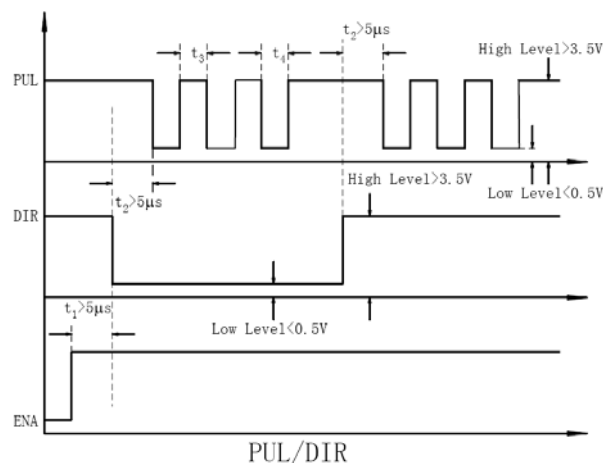 t₂>5μs
High Level>3.5V
t₃
t₄
PUL
High Level>3.5V
Low Level<0.5V
t₂>5μs
DIR
t₁>5μs
Low Level<0.5V
ENA
PUL/DIR